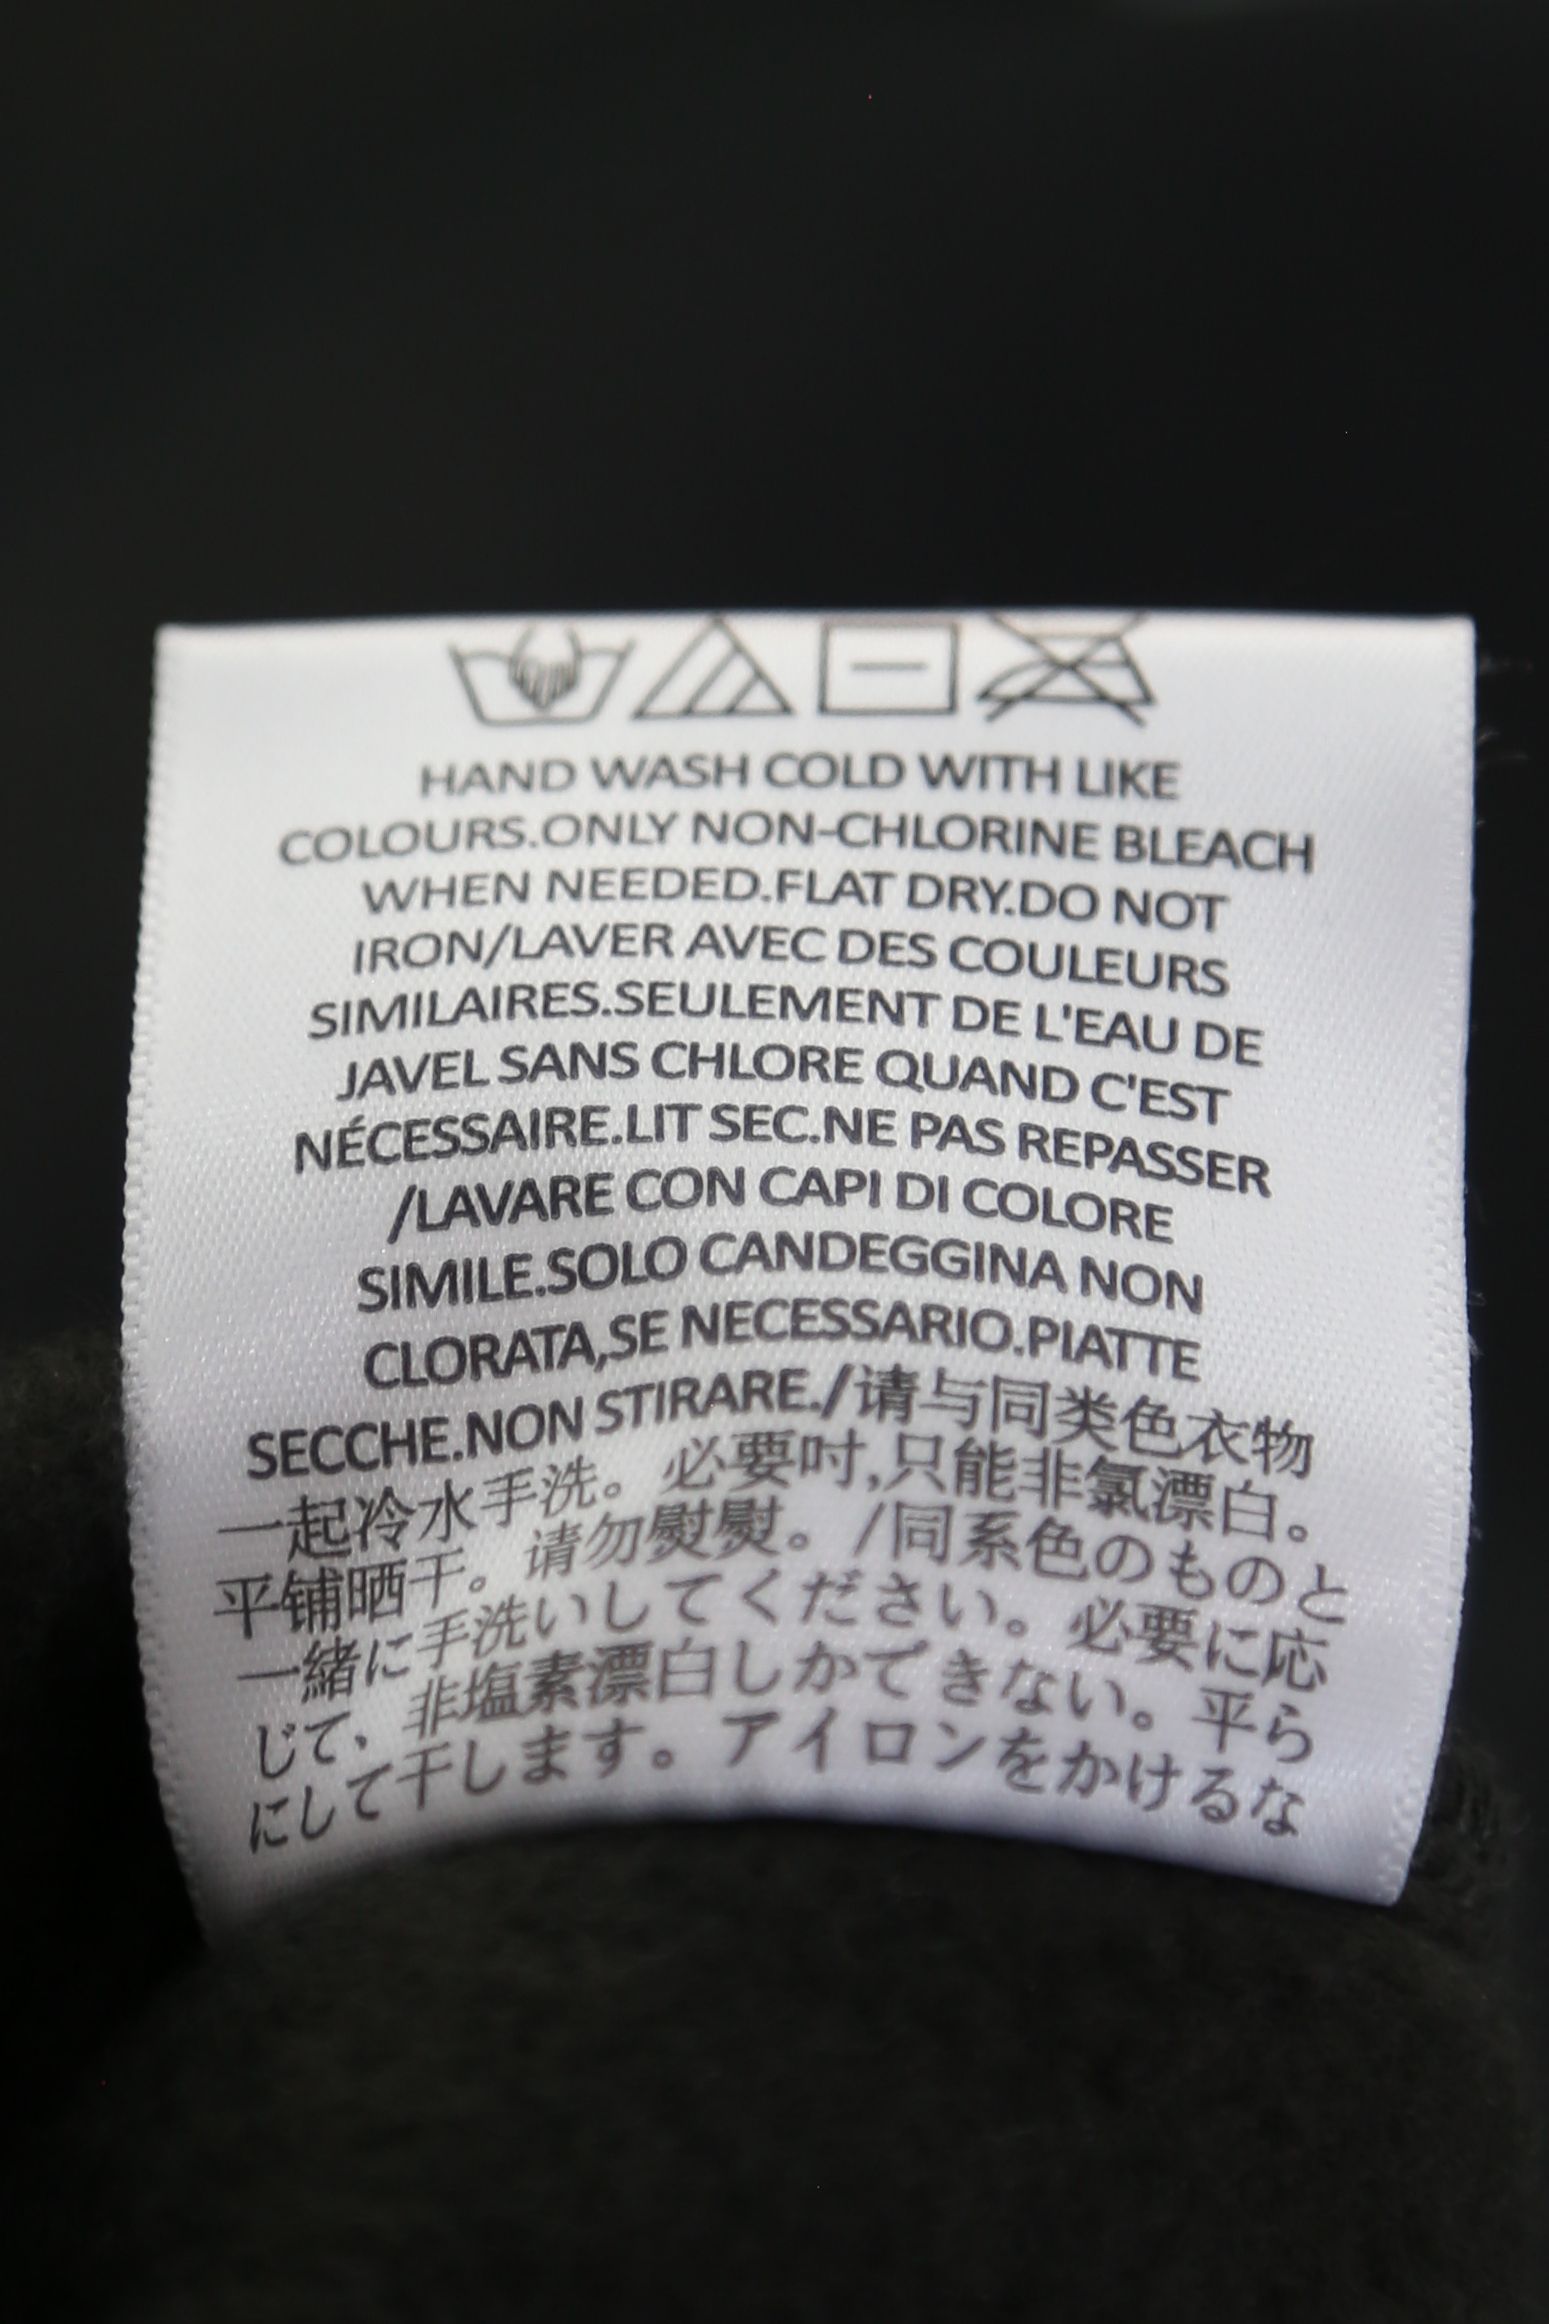 HAND WASH COLD WITH LIKE
COLOURS.ONLY NON-CHLORINE BLEACH
WHEN NEEDED.FLAT DRY.DO NOT
IRON/LAVER AVEC DES COULEURS
SIMILAIRES.SEULEMENT DE L'EAU DE
JAVEL SANS CHLORE QUAND C'EST
NÉCESSAIRE.LIT SEC.NE PAS REPASSER
/LAVARE CON CAPI DI COLORE
SIMILE.SOLO CANDEGGINA NON
CLORATA,SE NECESSARIO.PIATTE
SECCHE.NON STIRARE./请与同类色衣物
一起冷水手洗。必要吋,只能非氯漂白。
平铺晒干。请勿熨熨。/同系色のものと
一緒に手洗いしてください。必要に応
じて、非塩素漂白しかできない。平ら
にして干します。アイロンをかけるな